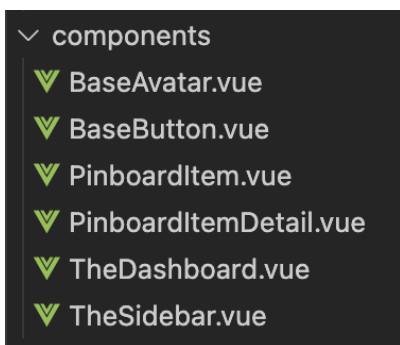 components
BaseAvatar.vue
BaseButton.vue
PinboardItem.vue
PinboardItemDetail.vue
TheDashboard.vue
TheSidebar.vue